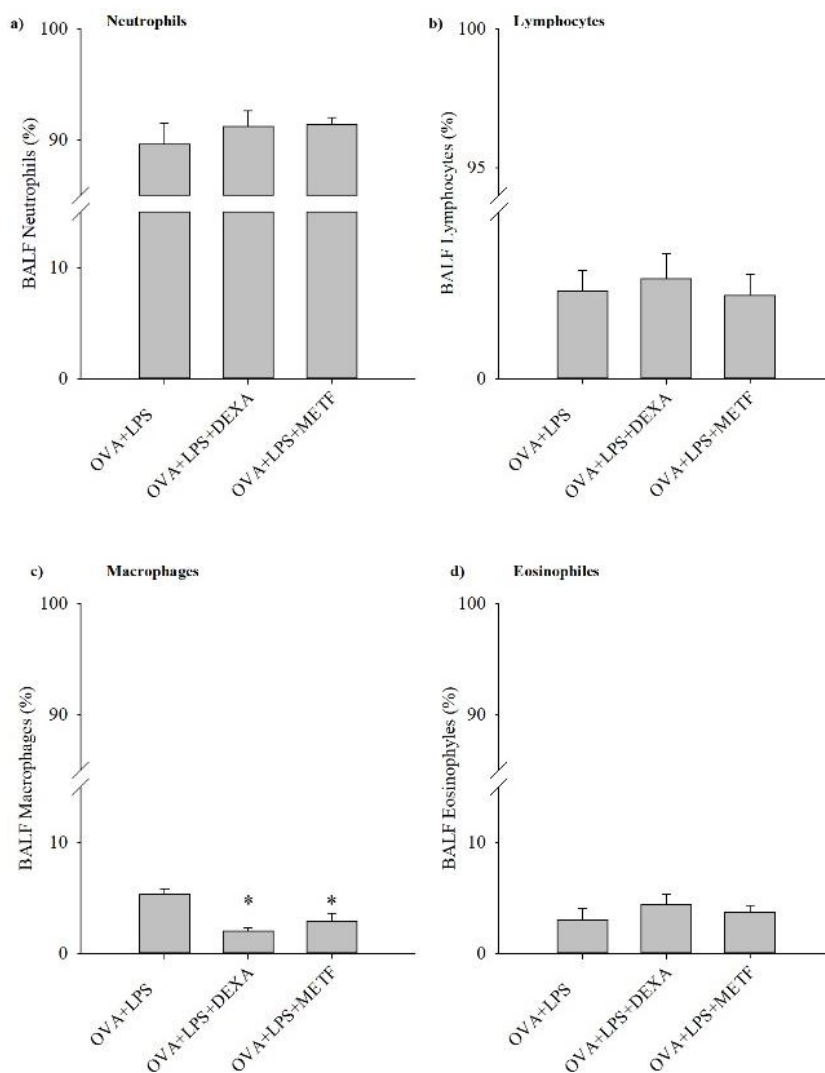 a) Neutrophils
100
90
10
0
BALF Neutrophils (%)
OVA+LPS
OVA+LPS+DEXA
OVA+LPS+METF
b) Lymphocytes
100
95
0
BALF Lymphocytes (%)
OVA+LPS
OVA+LPS+DEXA
OVA+LPS+METF
c) Macrophages
100
90
10
0
BALF Macrophages (%)
* *
OVA+LPS
OVA+LPS+DEXA
OVA+LPS+METF
d) Eosinophiles
100
90
10
0
BALF Eosinophyles (%)
OVA+LPS
OVA+LPS+DEXA
OVA+LPS+METF